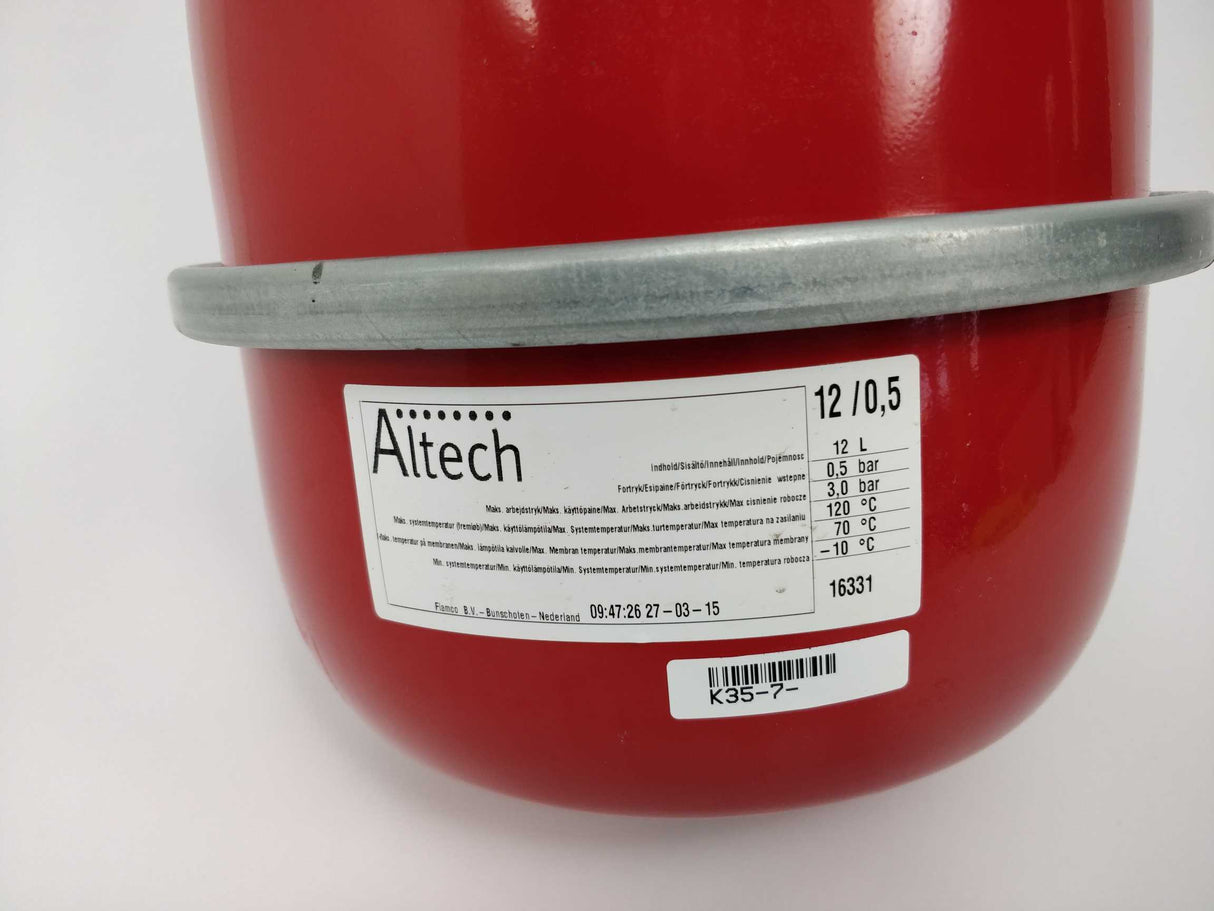 Altech
12 /0,5
Indhold/Sisältö/Innehåll/Innhold/Pojemnosc 12 L
Fortryk/Esipaine/Förtryck/Fortrykk/Cisnienie wstepne 0,5 bar
Maks. arbejdstryk/Maks. käyttöpaine/Max. Arbetstryck/Maks.arbeidstrykk/Max cisnienie robocze 3,0 bar
Maks. systemtemperatur (fremløb)/Maks. käyttölämpötila/Max. Systemtemperatur/Maks.turtemperatur/Max temperatura na zasilaniu 120 °C
Maks. temperatur på membranen/Maks. lämpötila kalvolle/Max. Membran temperatur/Maks.membrantemperatur/Max temperatura membrany 70 °C
Min. systemtemperatur/Min. käyttölämpötila/Min. Systemtemperatur/Min.systemtemperatur/Min. temperatura robocza –10 °C
Flamco B.V.–Bunschoten–Nederland 09:47:26 27–03–15 16331
K35-7-